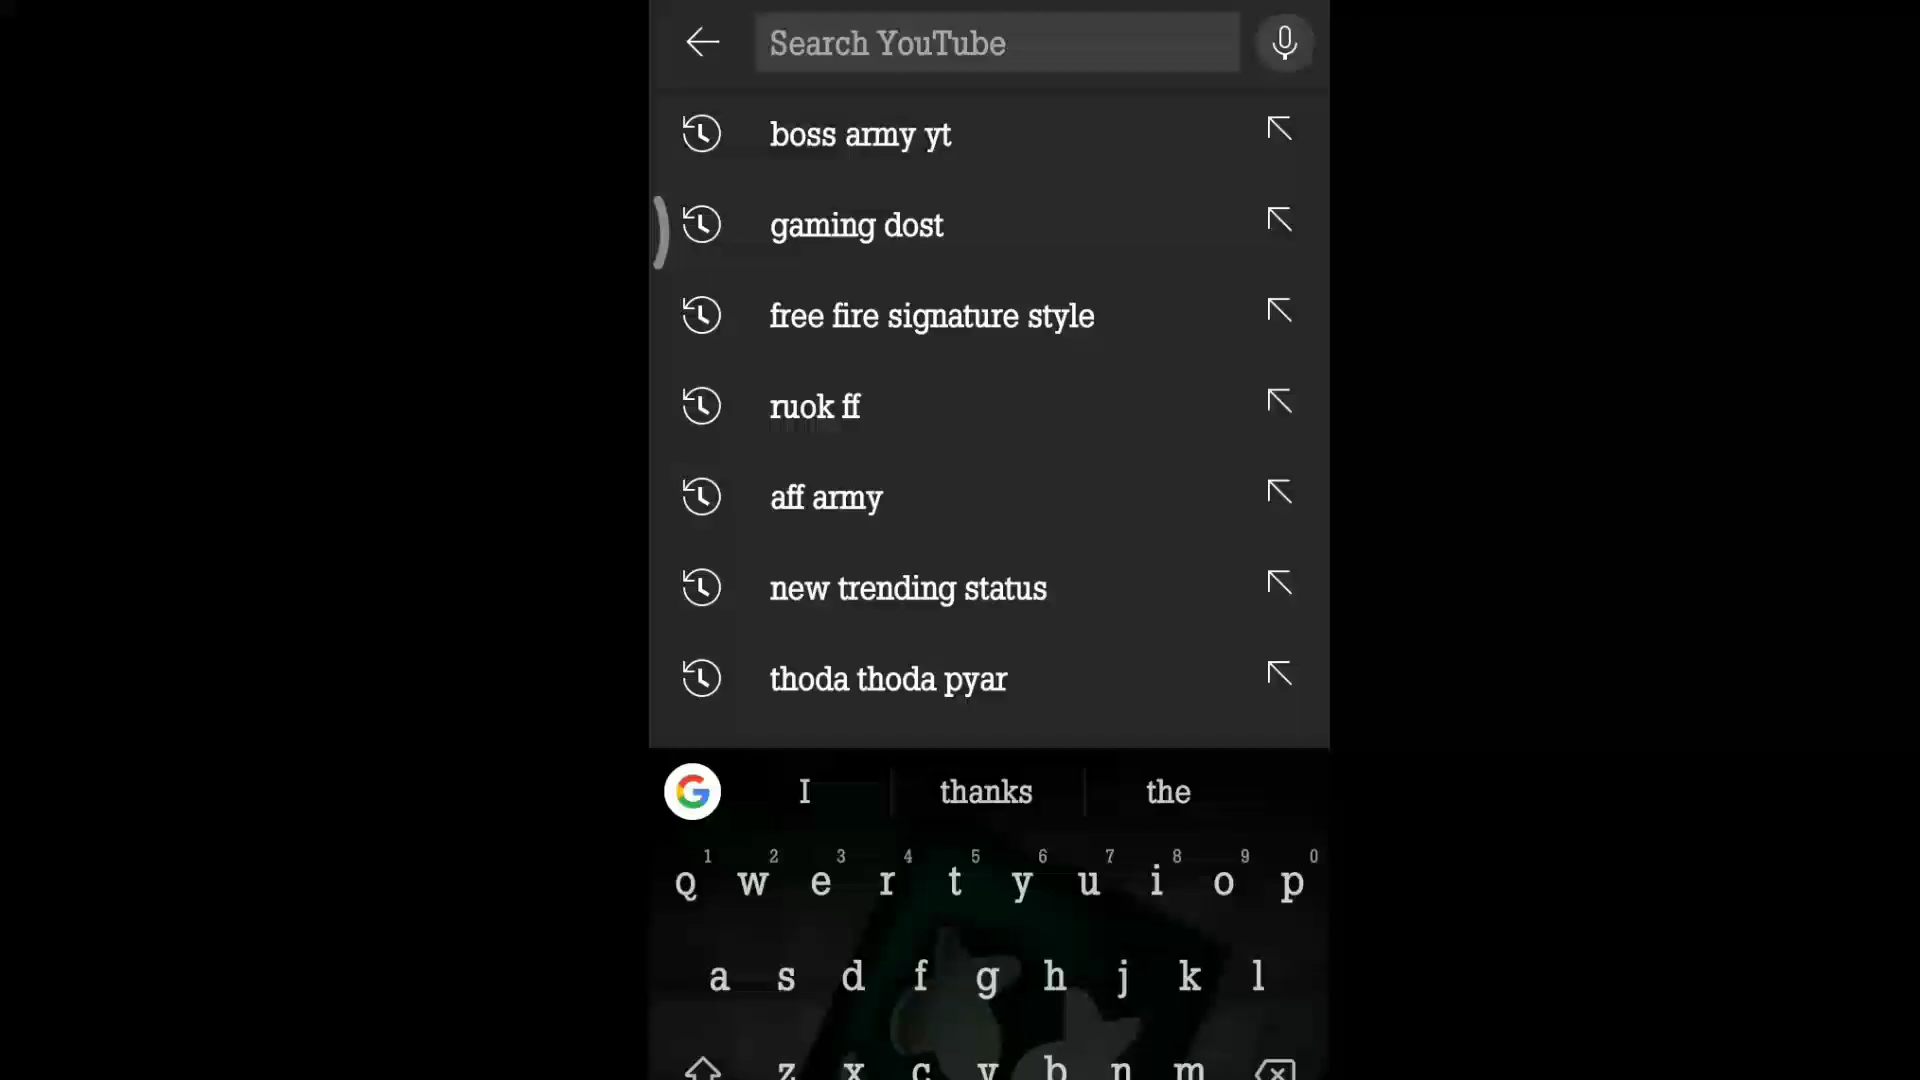 Search YouTube
boss army yt
gaming dost
free fire signature style
ruok ff
aff army
new trending status
thoda thoda pyar
G I thanks the
1 2 3 4 5 6 7 8 9 0
Q w e r t y u i o p
a s d f g h j k l
z x c v b n m